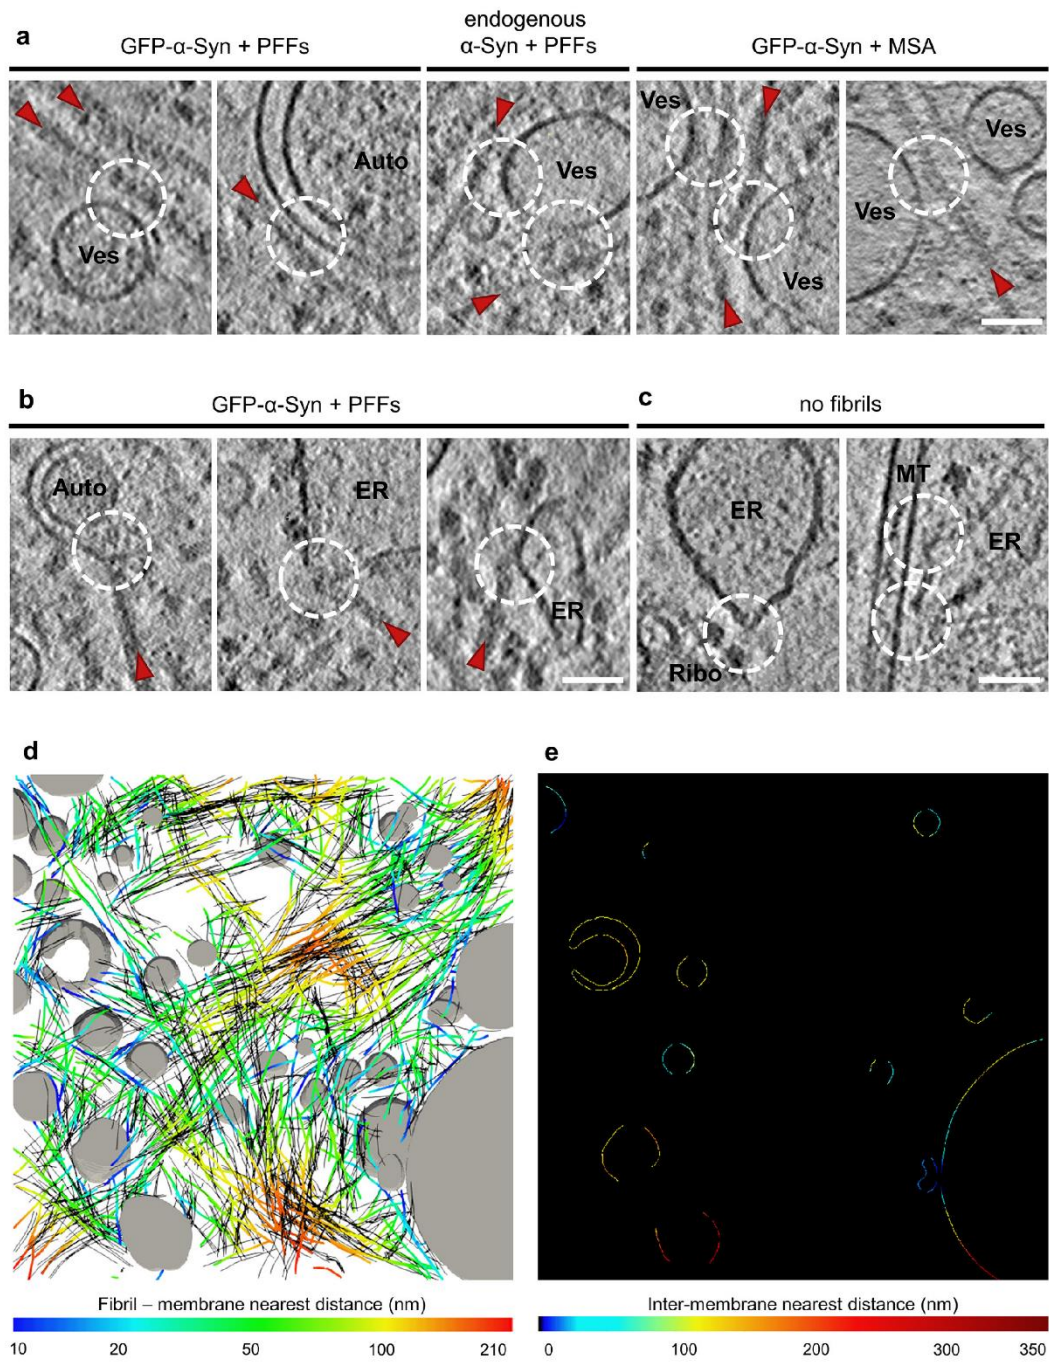 a
GFP-α-Syn + PFFs
endogenous
α-Syn + PFFs
GFP-α-Syn + MSA
Ves
Auto
Ves
Ves
Ves
Ves
Ves
b
GFP-α-Syn + PFFs
c
no fibrils
Auto
ER
ER
ER
Ribo
MT
ER
d
e
Fibril – membrane nearest distance (nm)
10 20 50 100 210
Inter-membrane nearest distance (nm)
0 100 200 300 350